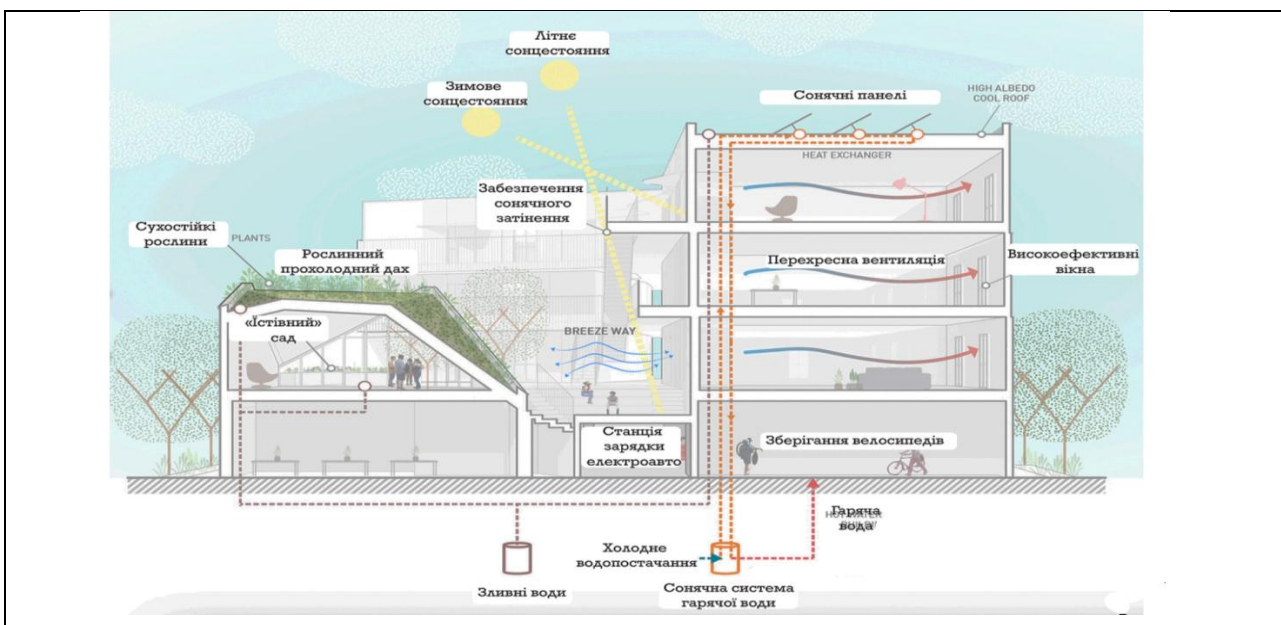 Літнє
сонцестояння
Зимове
сонцестояння
Сонячні панелі
HIGH ALBEDO
COOL ROOF
HEAT EXCHANGER
Забезпечення
сонячного
затінення
Сухостійкі
рослини
PLANTS
Рослинний
прохолодний дах
Перехресна вентиляція
Високоефективні
вікна
«Їстівний»
сад
BREEZE WAY
Станція
зарядки
електроавто
Зберігання велосипедів
Гаряча
вода
Холодне
водопостачання
Зливні води
Сонячна система
гарячої води